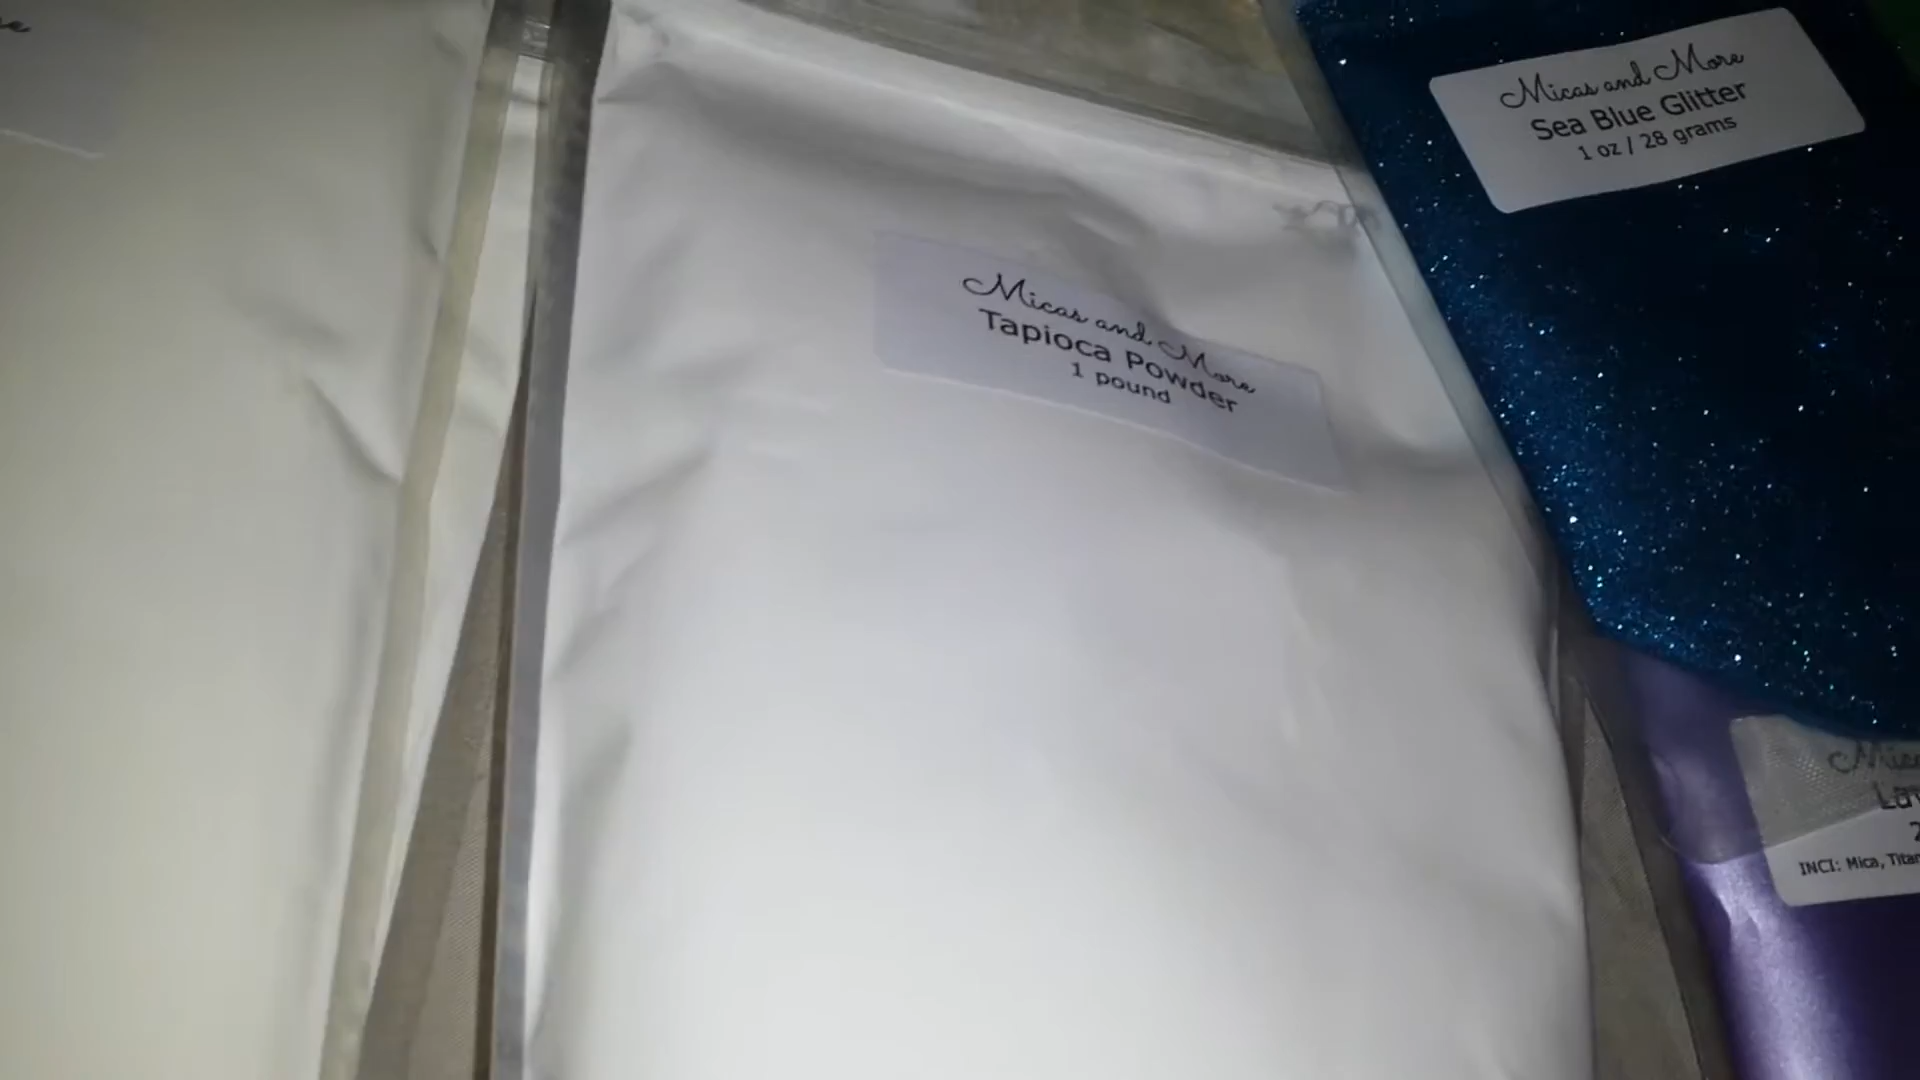 Micas and More
Tapioca Powder
1 pound
Micas and More
Sea Blue Glitter
1 oz / 28 grams
INCI: Mica,